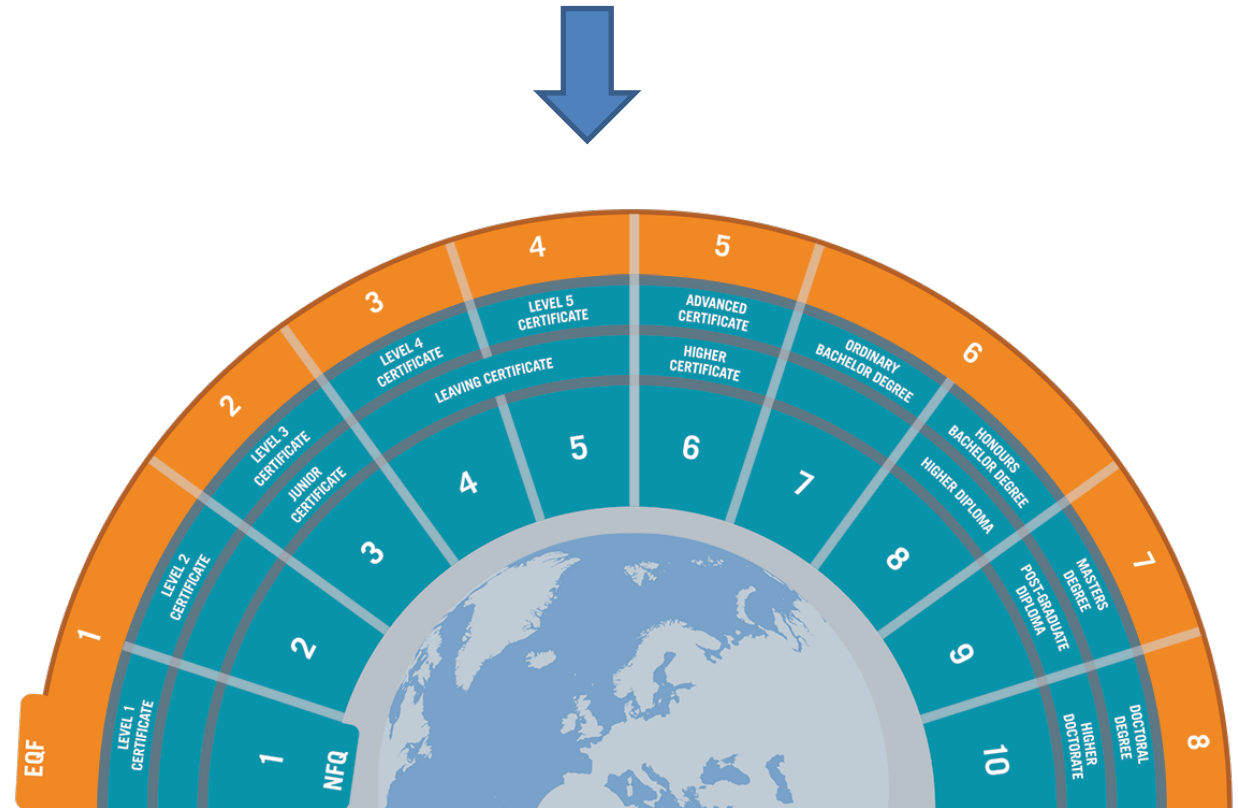 EQF
1
2
3
4
5
6
7
8
LEVEL 1
CERTIFICATE
LEVEL 2
CERTIFICATE
LEVEL 3
CERTIFICATE
LEVEL 4
CERTIFICATE
LEVEL 5
CERTIFICATE
ADVANCED
CERTIFICATE
ORDINARY
BACHELOR DEGREE
HONOURS
BACHELOR DEGREE
MASTERS
DEGREE
DOCTORAL
DEGREE
JUNIOR
CERTIFICATE
LEAVING CERTIFICATE
HIGHER
CERTIFICATE
HIGHER DIPLOMA
POST-GRADUATE
DIPLOMA
HIGHER
DOCTORATE
NFQ
1
2
3
4
5
6
7
8
9
10